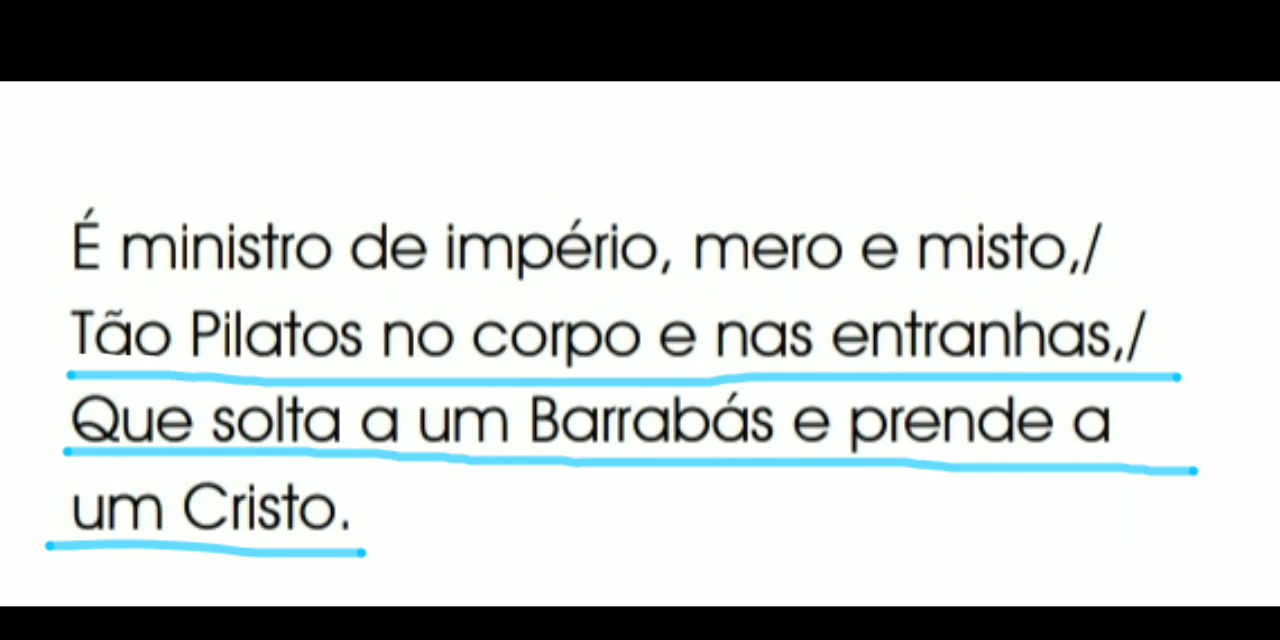 É ministro de império, mero e misto,/
Tão Pilatos no corpo e nas entranhas,/
Que solta a um Barrabás e prende a
um Cristo.